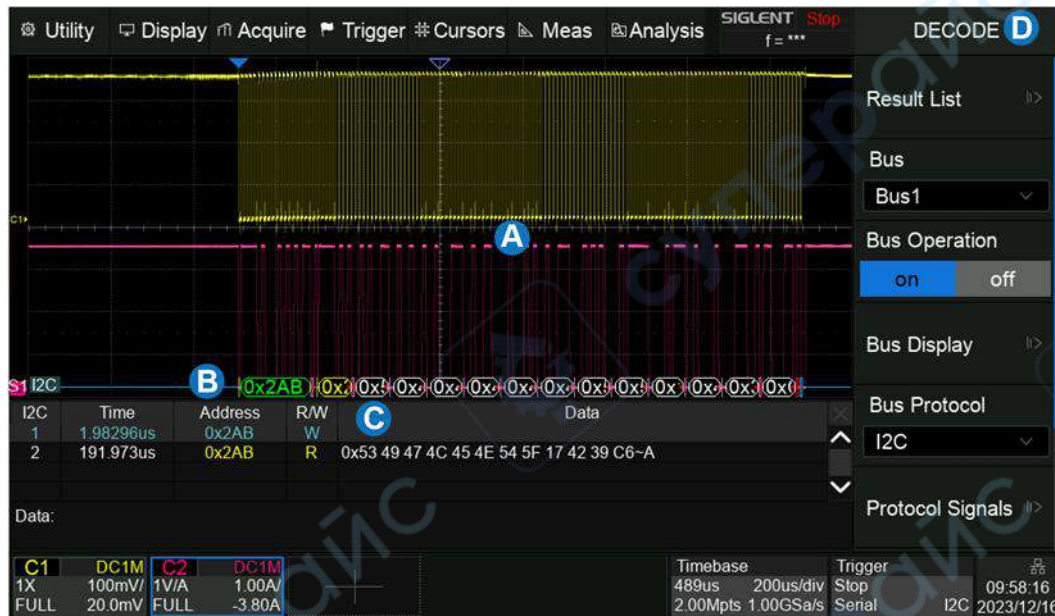 Utility Display Acquire Trigger Cursors Meas Analysis SIGLENT Stop DECODE D
f = ***
Result List
Bus
Bus1
C1
A
Bus Operation
on off
Bus Display
S1 I2C B 0x2AB
I2C Time Address R/W C Data
1 1.98296us 0x2AB W
2 191.973us 0x2AB R 0x53 49 47 4C 45 4E 54 5F 17 42 39 C6~A
Bus Protocol
I2C
Data:
Protocol Signals
C1 DC1M C2 DC1M Timebase Trigger
1X 100mV/ 1V/A 1.00A/ 489us 200us/div Stop 09:58:16
FULL 20.0mV FULL -3.80A 2.00Mpts 1.00GSa/s Serial I2C 2023/12/16
суперайс